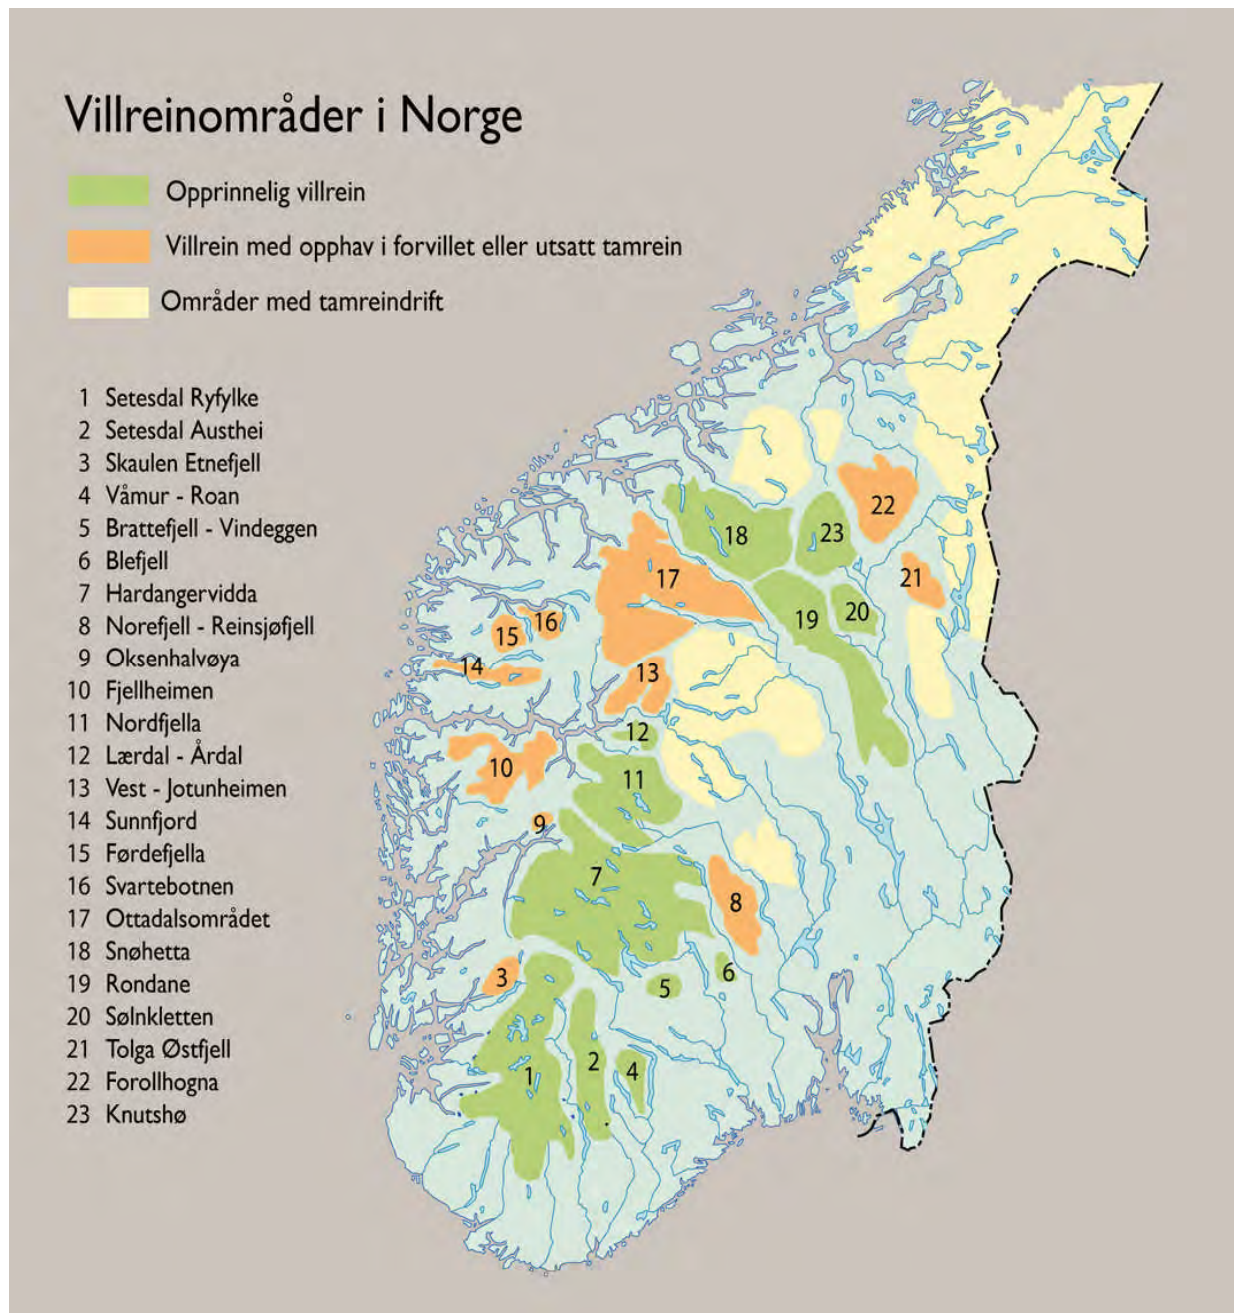 Villreinområder i Norge
Opprinnelig villrein
Villrein med opphav i forvillet eller utsatt tamrein
Områder med tamreindrift
1 Setesdal Ryfylke
2 Setesdal Austhei
3 Skaulen Etnefjell
4 Våmur - Roan
5 Brattefjell - Vindeggen
6 Blefjell
7 Hardangervidda
8 Norefjell - Reinsjøfjell
9 Oksenhalvøya
10 Fjellheimen
11 Nordfjella
12 Lærdal - Årdal
13 Vest - Jotunheimen
14 Sunnfjord
15 Førdefjella
16 Svartebotnen
17 Ottadalsområdet
18 Snøhetta
19 Rondane
20 Sølnkletten
21 Tolga Østfjell
22 Forollhogna
23 Knutshø
22
18
23
17
21
19
20
16
15
14
13
12
10
11
9
7
8
3
6
5
2
4
1